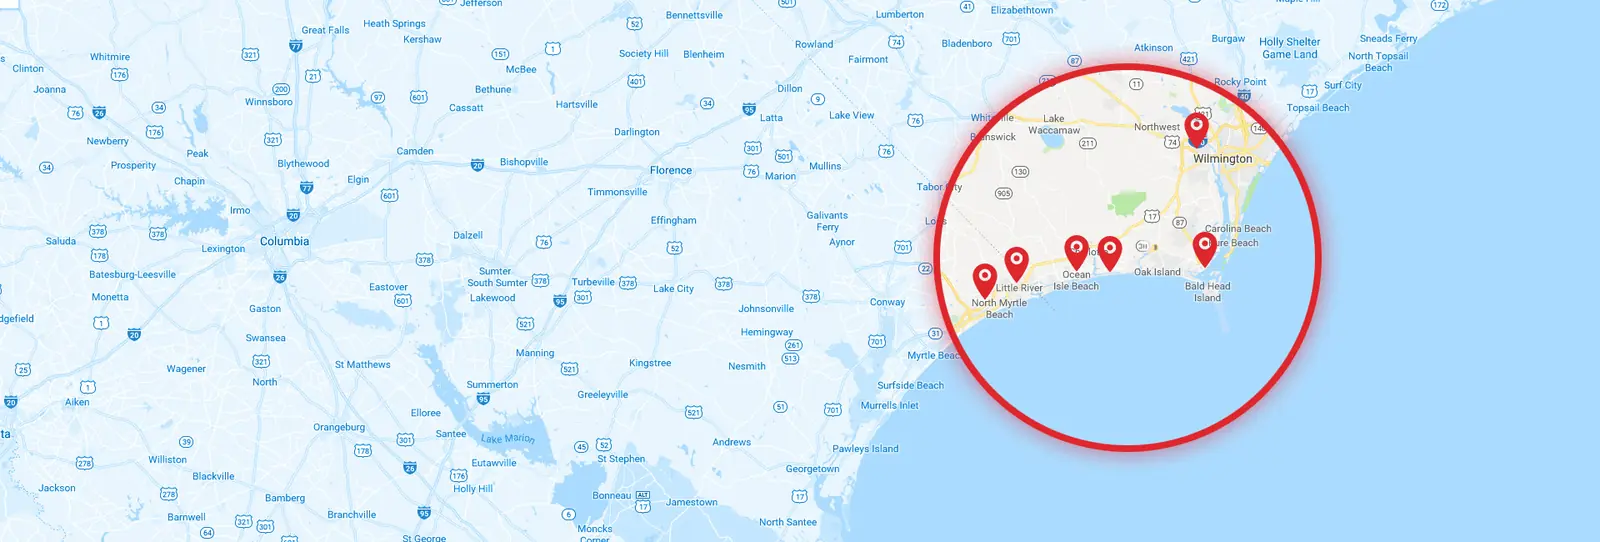 Jefferson
Bennettsville
Lumberton
Elizabethtown
Maple Hill
Great Falls
Heath Springs
Kershaw
Society Hill
Blenheim
Rowland
Fairmont
Bladenboro
Atkinson
Burgaw
Holly Shelter
Game Land
Sneads Ferry
North Topsail
Beach
Whitmire
Clinton
Joanna
McBee
Bethune
Hartsville
Dillon
Rocky Point
Surf City
Topsail Beach
Winnsboro
Cassatt
Latta
Lake View
Lake
Waccamaw
Northwest
Newberry
Darlington
Peak
Blythewood
Camden
Bishopville
Florence
Marion
Mullins
Wilmington
Prosperity
Chapin
Elgin
Timmonsville
Tabor City
Irmo
Effingham
Galivants
Ferry
Aynor
Carolina Beach
Saluda
Lexington
Columbia
Dalzell
Batesburg-Leesville
Sumter
South Sumter
Lakewood
Turbeville
Lake City
Conway
Little River
Ocean
Isle Beach
Oak Island
Bald Head
Island
North Myrtle
Beach
Monetta
Eastover
Johnsonville
Gaston
Swansea
Hemingway
Manning
Kingstree
Nesmith
Wagener
North
St Matthews
Summerton
Greeleyville
Surfside Beach
Murrells Inlet
Aiken
Elloree
Orangeburg
Santee
Lake Marion
Andrews
Pawleys Island
Williston
Blackville
Eutawville
St Stephen
Georgetown
Jackson
Bamberg
Holly Hill
Bonneau
Jamestown
Barnwell
Branchville
St George
Moncks
Corner
North Santee